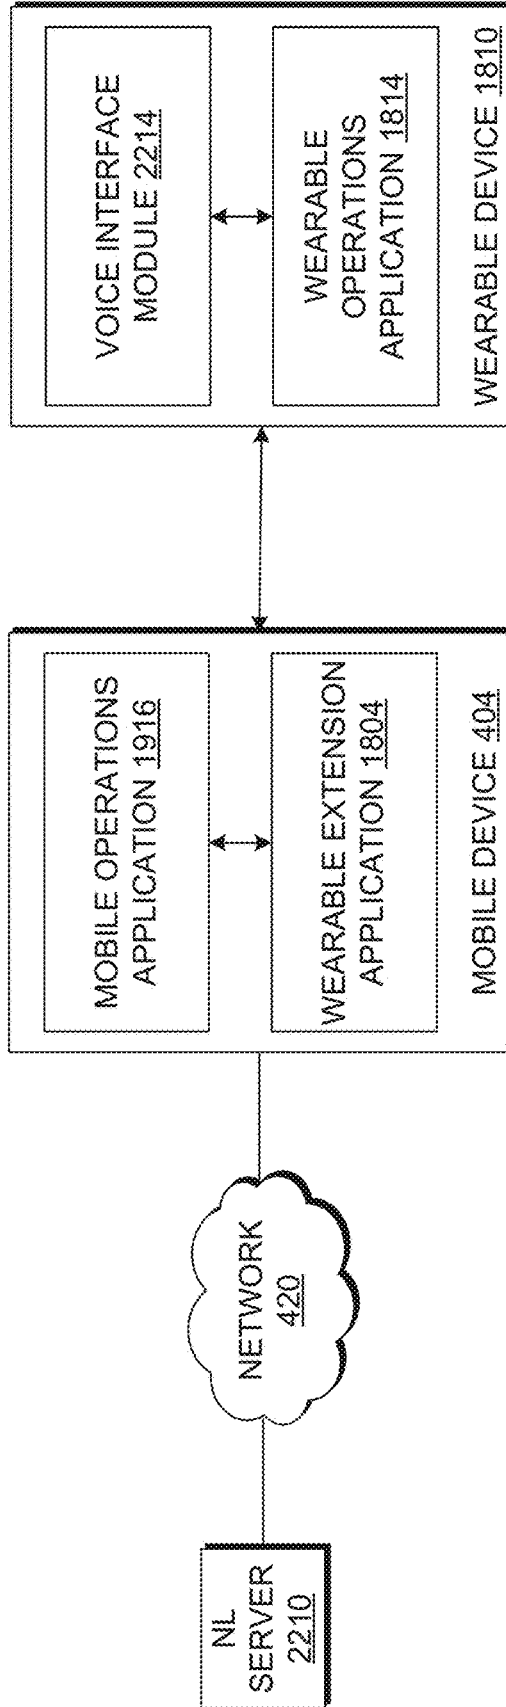 NL
SERVER
2210
NETWORK
420
MOBILE OPERATIONS
APPLICATION 1916
WEARABLE EXTENSION
APPLICATION 1804
MOBILE DEVICE 404
VOICE INTERFACE
MODULE 2214
WEARABLE
OPERATIONS
APPLICATION 1814
WEARABLE DEVICE 1810